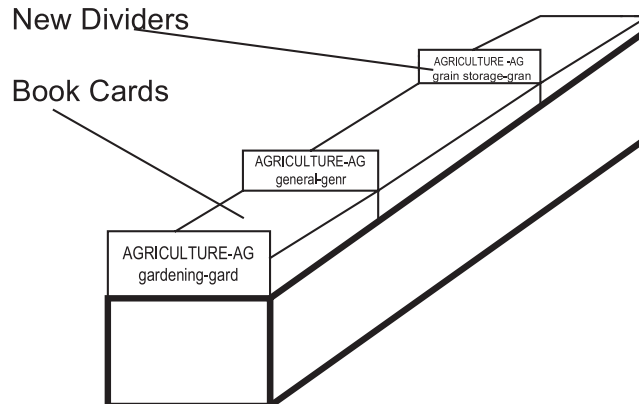 New Dividers
AGRICULTURE -AG
grain storage-gran
Book Cards
AGRICULTURE-AG
general-genr
AGRICULTURE-AG
gardening-gard